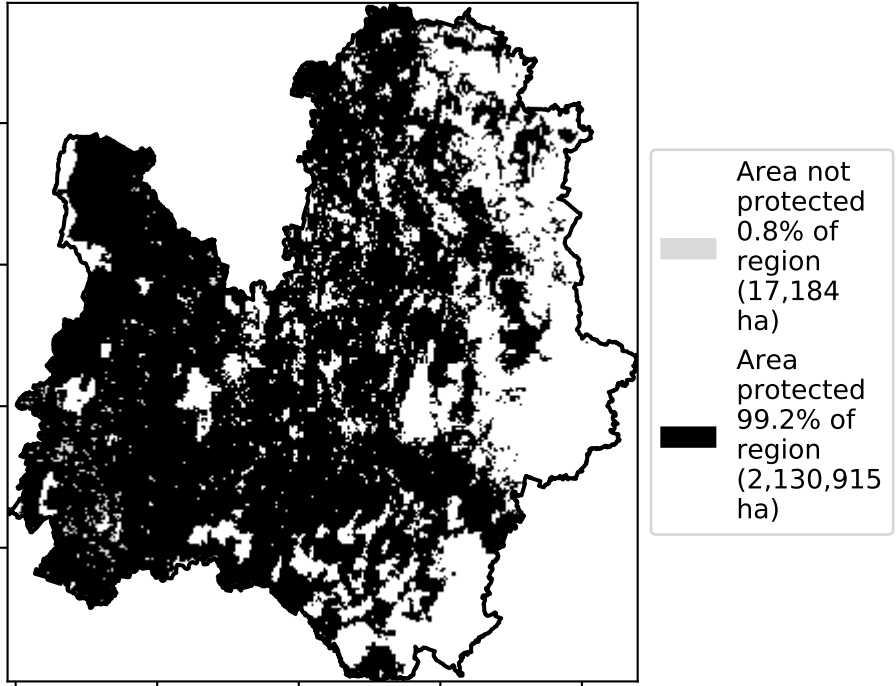 Area not
protected
0.8% of
region
(17,184
ha)
Area
protected
99.2% of
region
(2,130,915
ha)